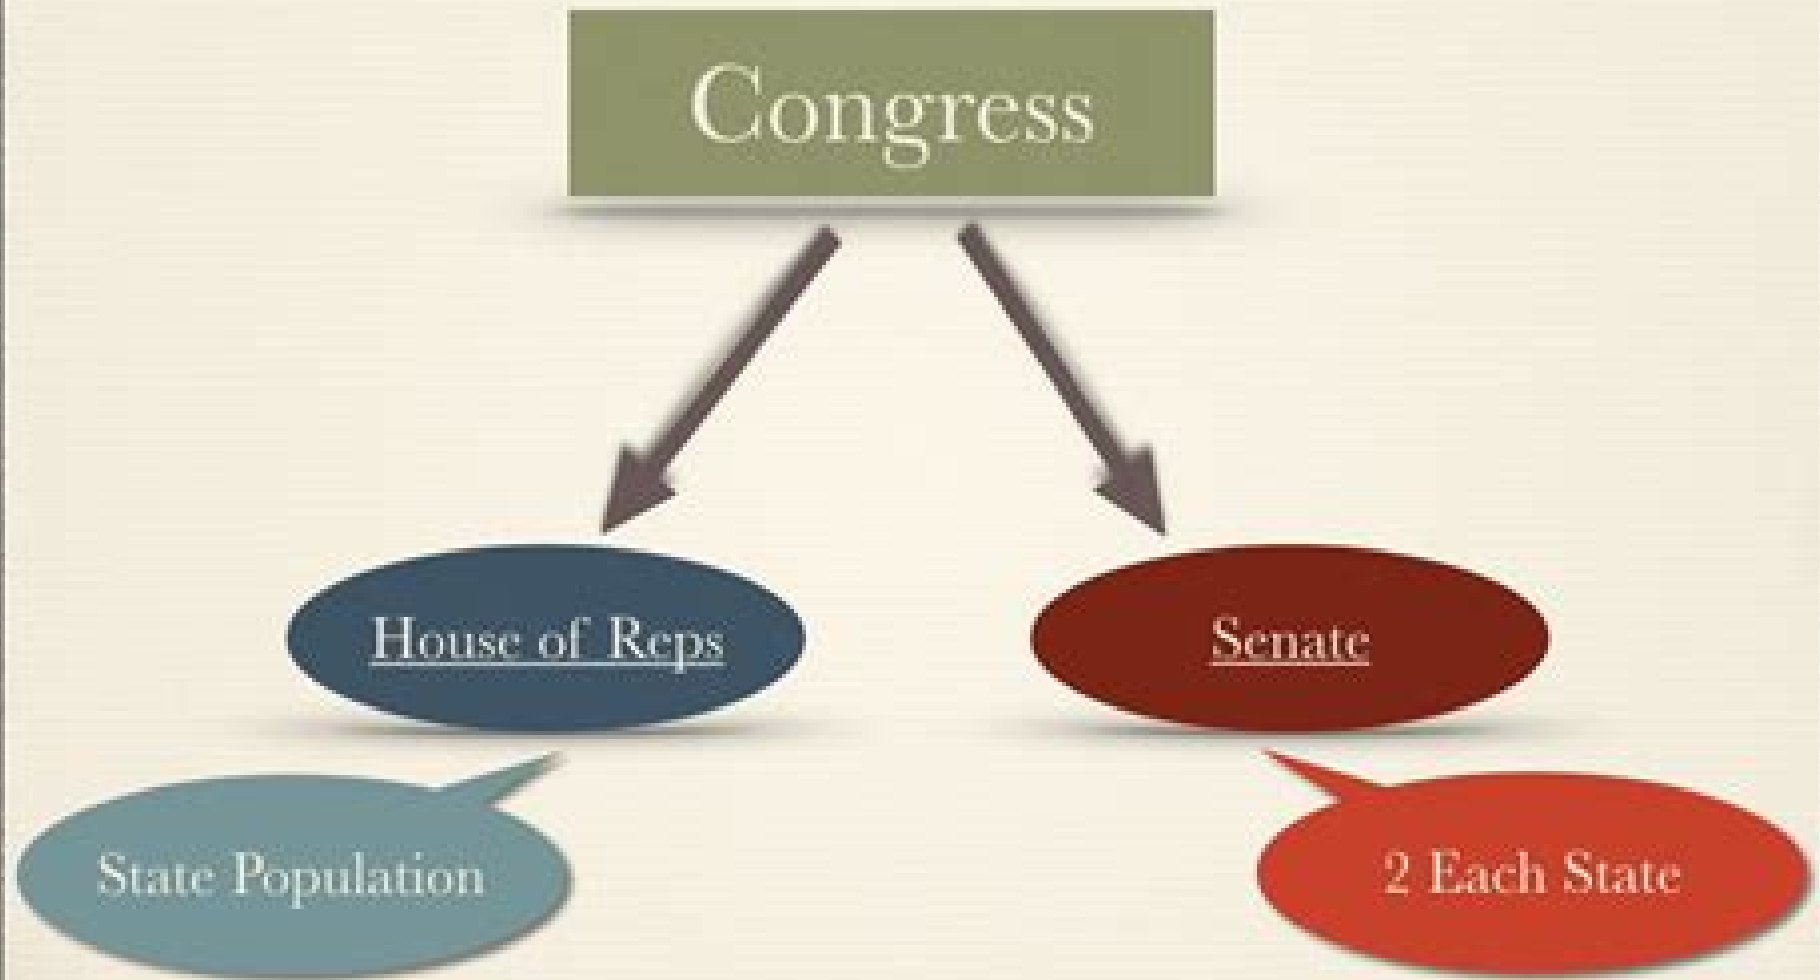 Congress
House of Reps
Senate
State Population
2 Each State